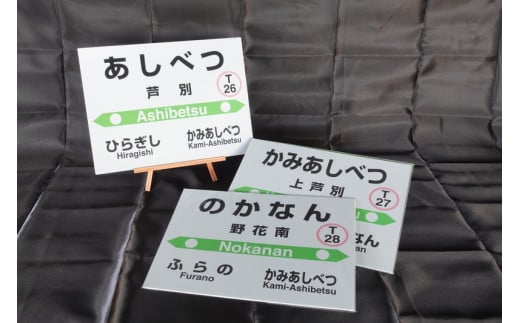 あしべつ
芦別
T
26
Ashibetsu
ひらぎし
Hiragishi
かみあしべつ
Kami-Ashibetsu
かみあしべつ
上芦別
T
27
のかなん
野花南
T
28
Nokanan
ふらの
Furano
かみあしべつ
Kami-Ashibetsu